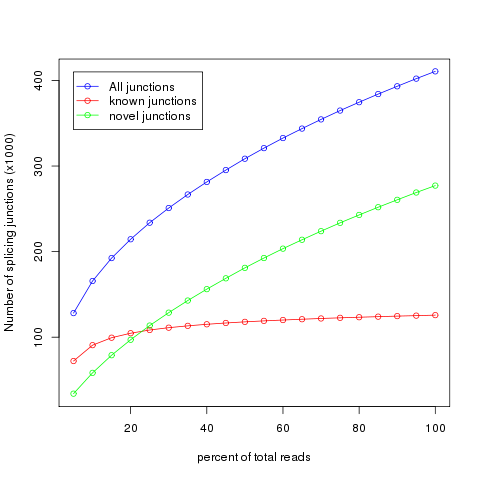 All junctions
known junctions
novel junctions
Number of splicing junctions (x1000)
400
300
200
100
20 40 60 80 100
percent of total reads